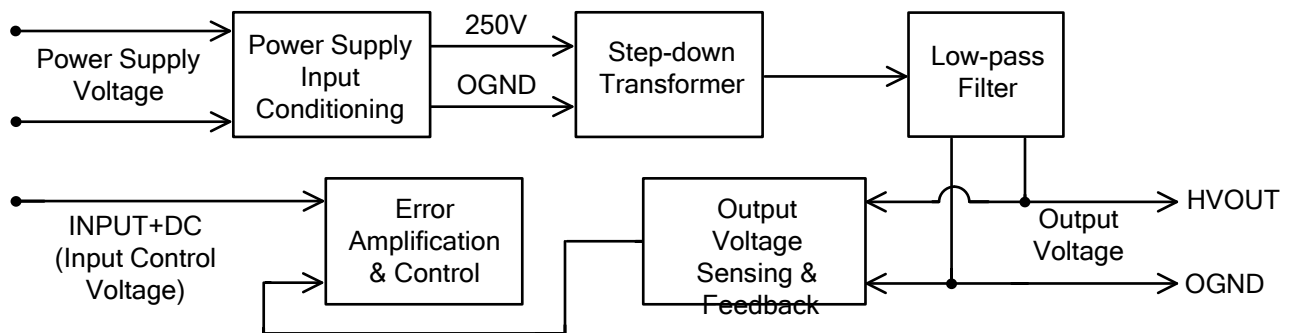 Power Supply
Voltage
Power Supply
Input
Conditioning
250V
OGND
Step-down
Transformer
Low-pass
Filter
INPUT+DC
(Input Control
Voltage)
Error
Amplification
& Control
Output
Voltage
Sensing &
Feedback
Output
Voltage
HVOUT
OGND